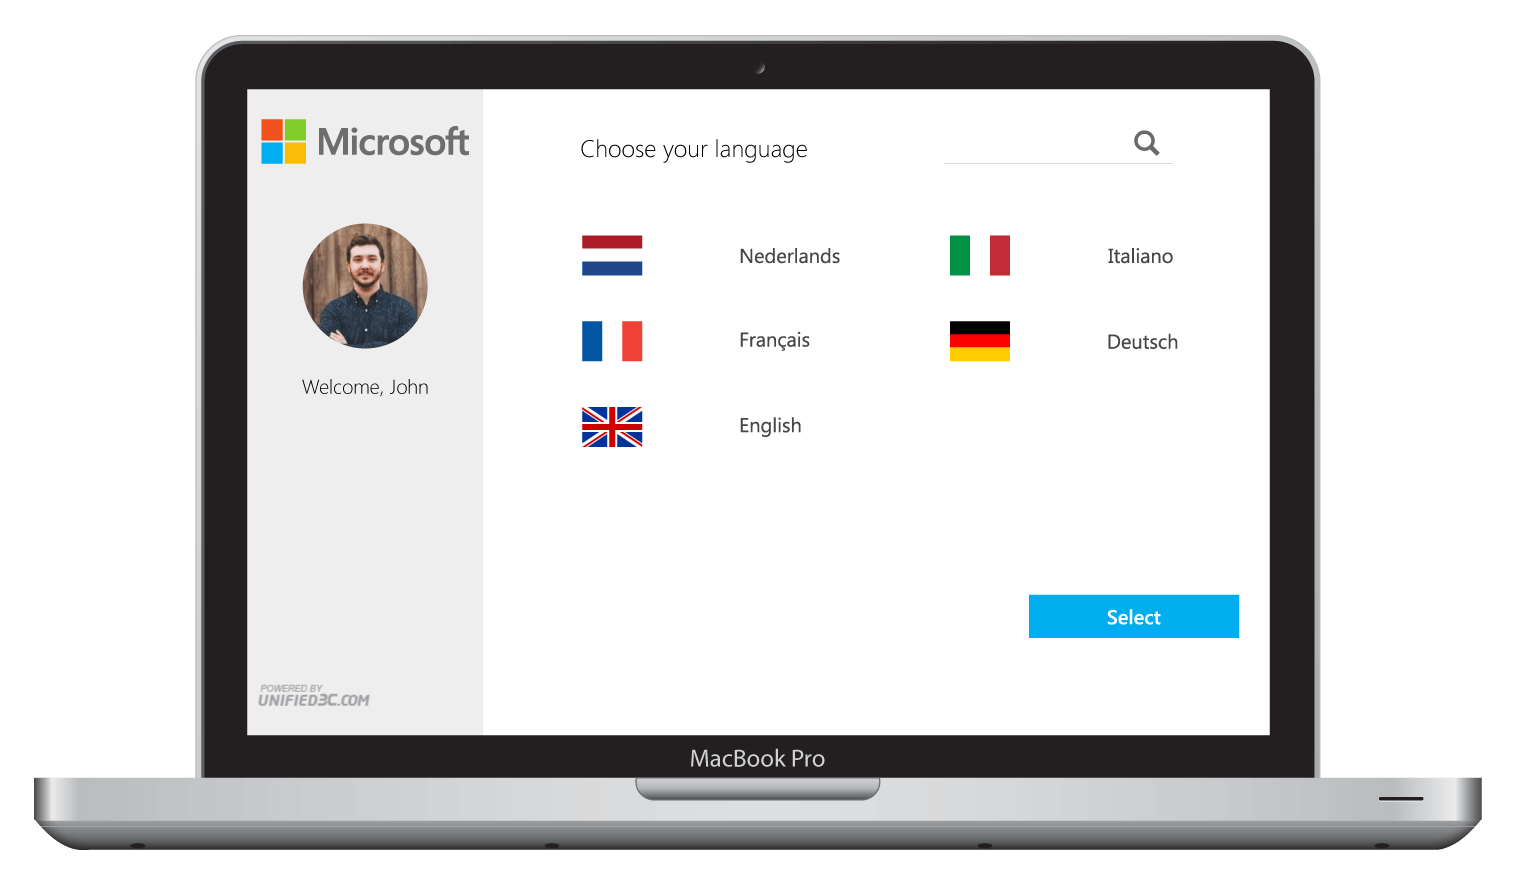 Microsoft
Welcome, John
POWERED BY
UNIFIED3C.COM
Choose your language
Nederlands
Italiano
Français
Deutsch
English
Select
MacBook Pro